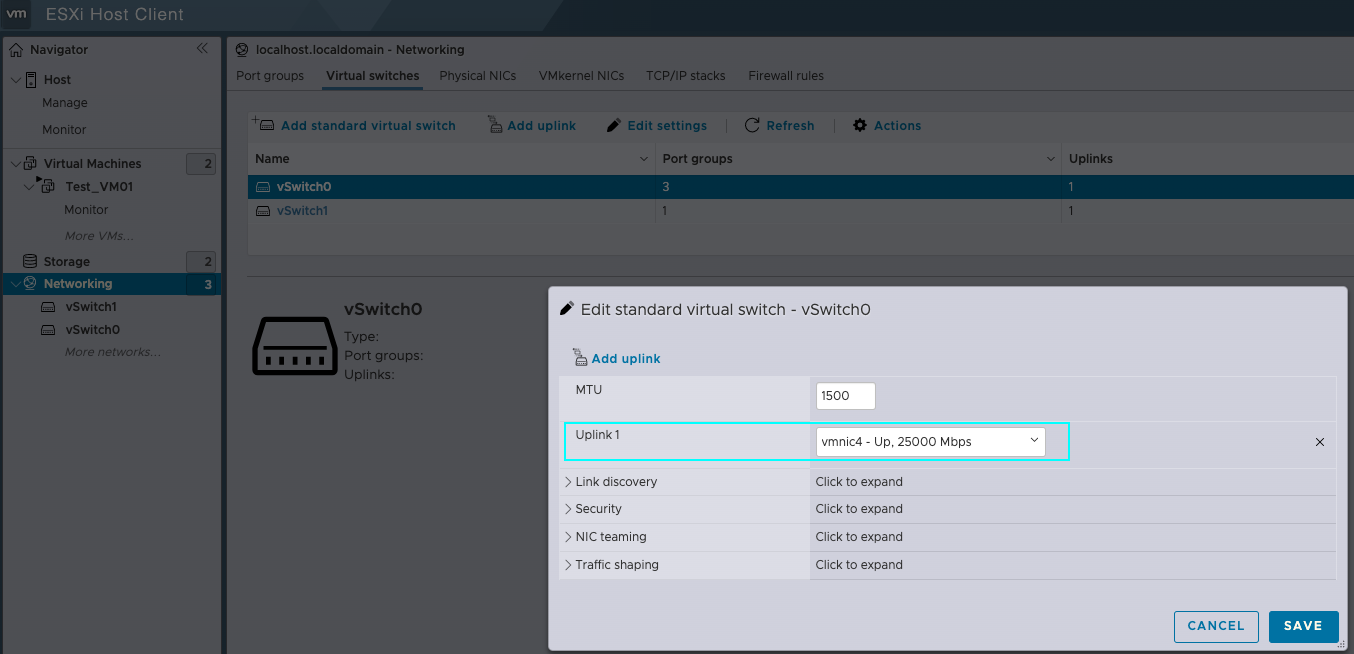 vm ESXi Host Client
Navigator
Host
Manage
Monitor
Virtual Machines 2
Test_VM01
Monitor
More VMs...
Storage 2
Networking 3
vSwitch1
vSwitch0
More networks...
localhost.localdomain - Networking
Port groups Virtual switches Physical NICs VMkernel NICs TCP/IP stacks Firewall rules
Add standard virtual switch Add uplink Edit settings Refresh Actions
Name Port groups Uplinks
vSwitch0 3 1
vSwitch1 1 1
vSwitch0
Type:
Port groups:
Uplinks:
Edit standard virtual switch - vSwitch0
Add uplink
MTU 1500
Uplink 1 vmnic4 - Up, 25000 Mbps
Link discovery Click to expand
Security Click to expand
NIC teaming Click to expand
Traffic shaping Click to expand
CANCEL SAVE